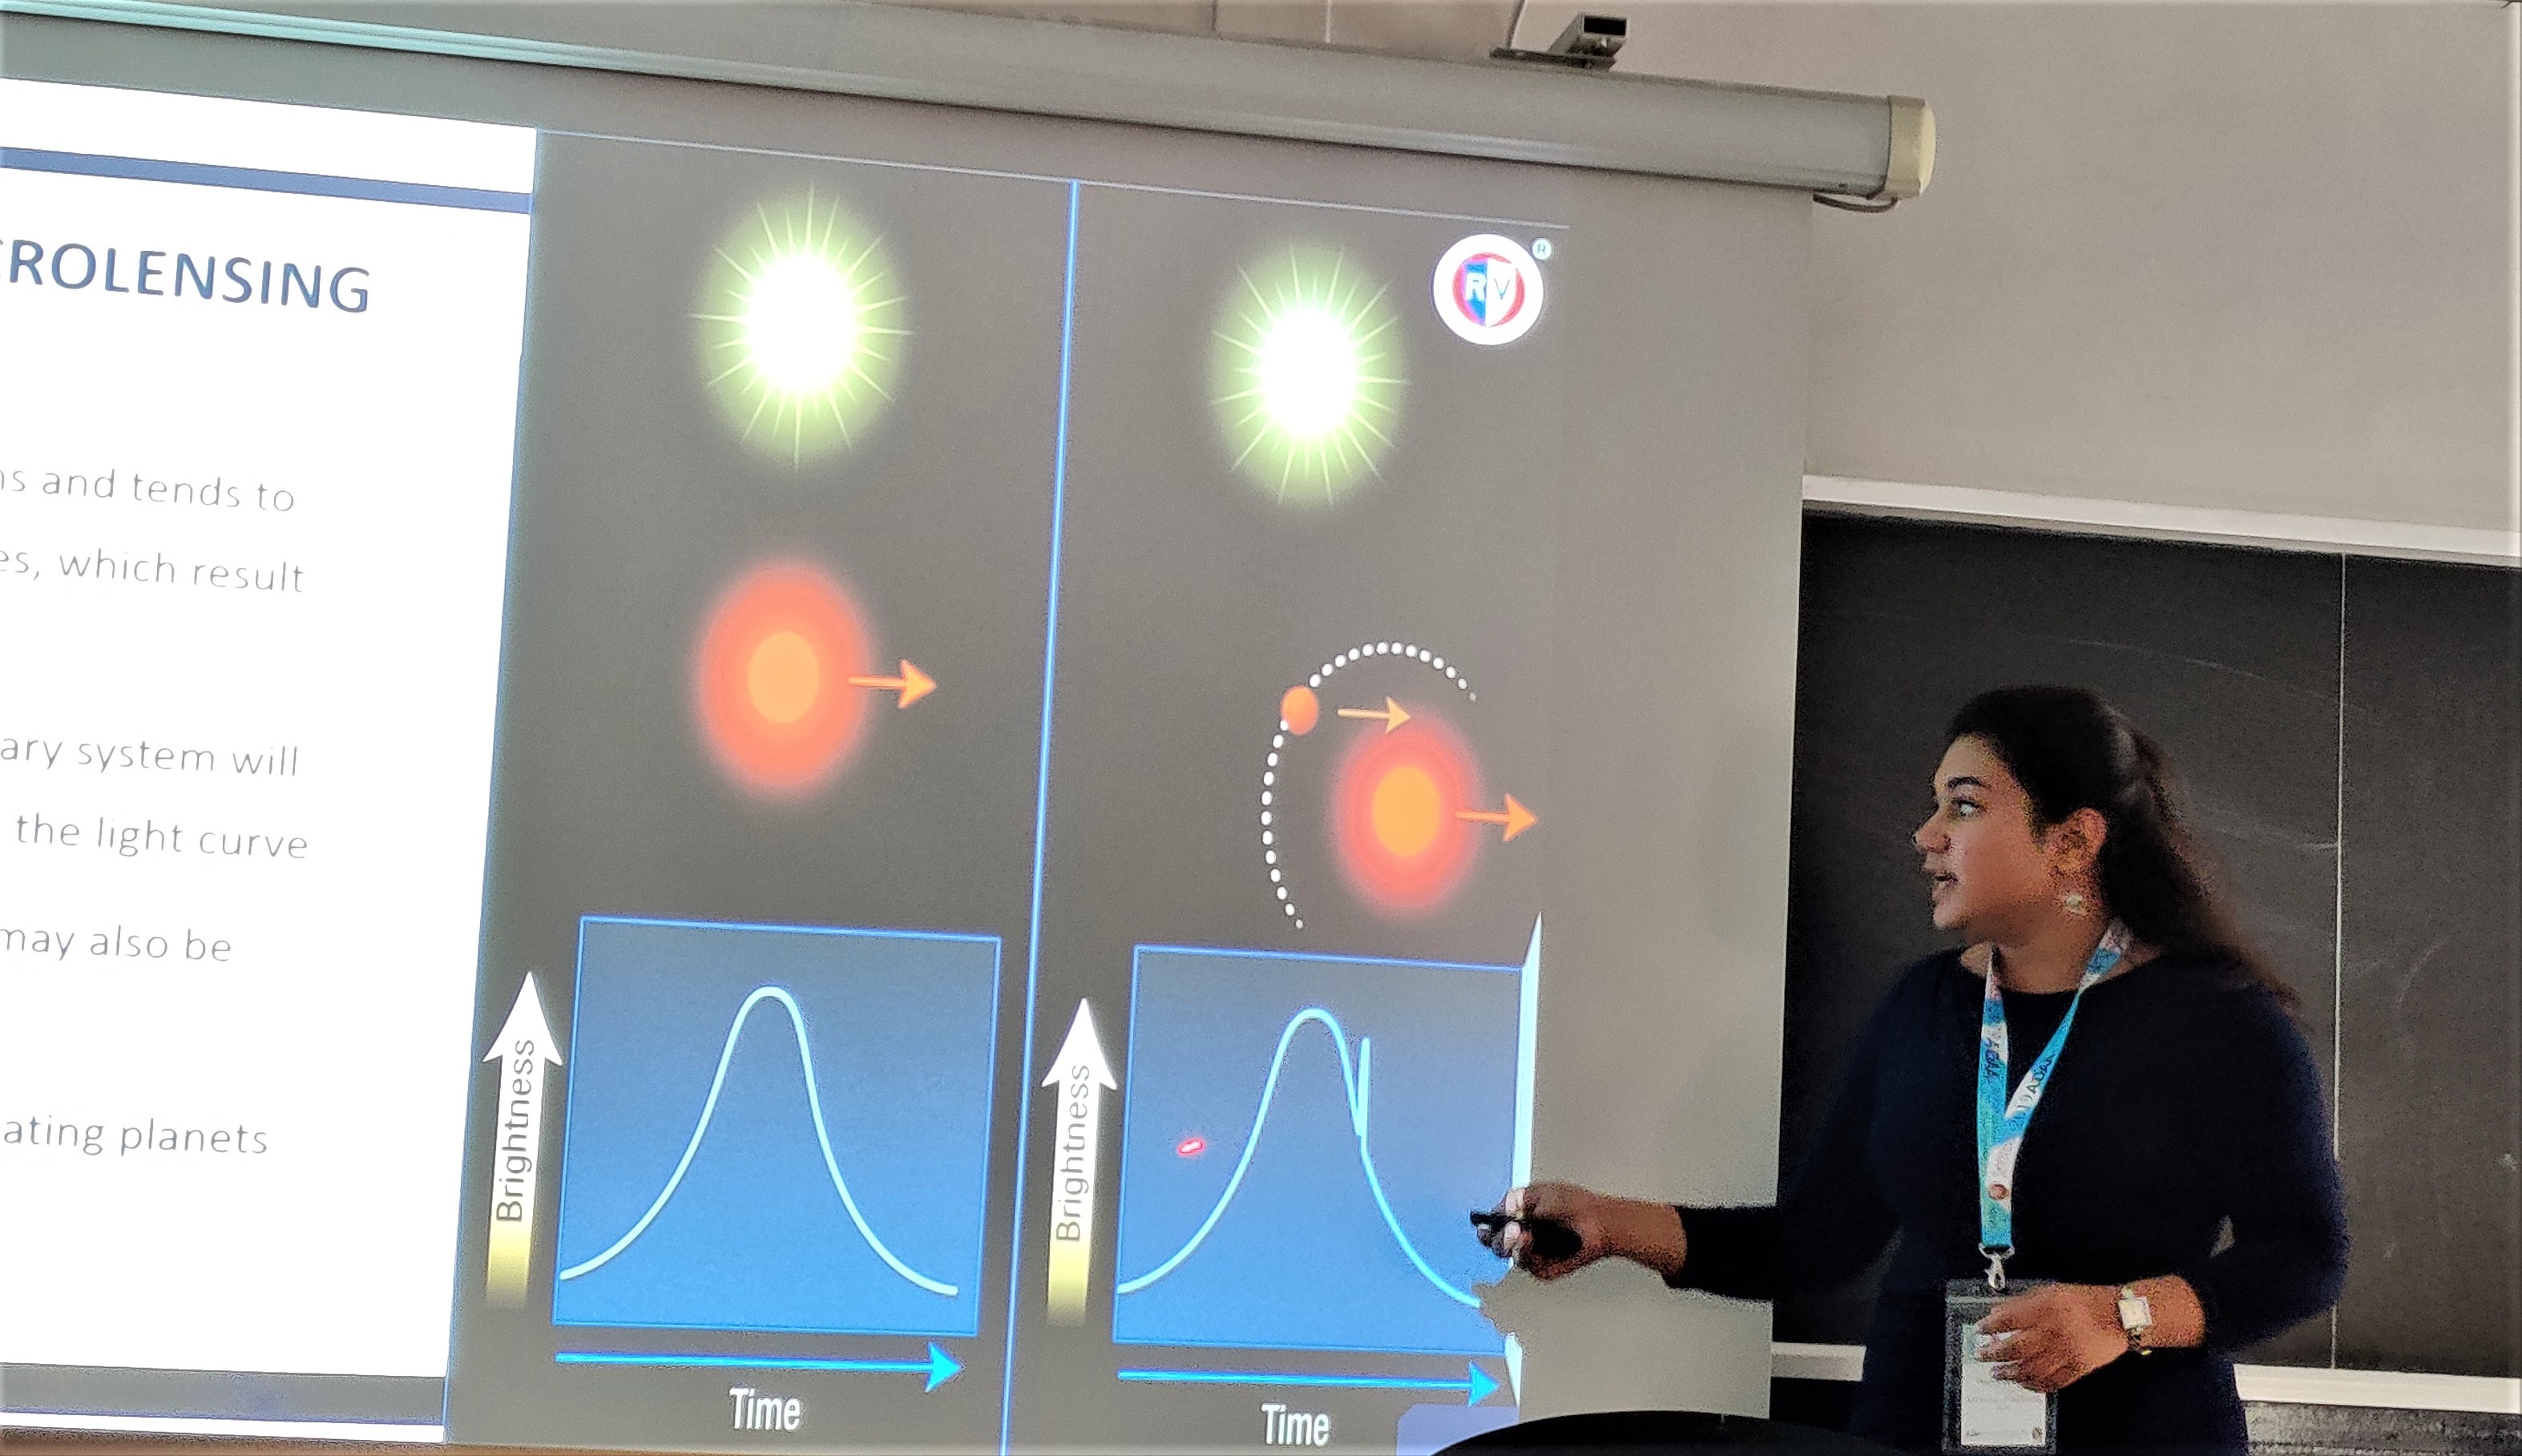 ROLENSING
ns and tends to
es, which result
ary system will
the light curve
may also be
ating planets
RV
®
Brightness
Time
Brightness
Time